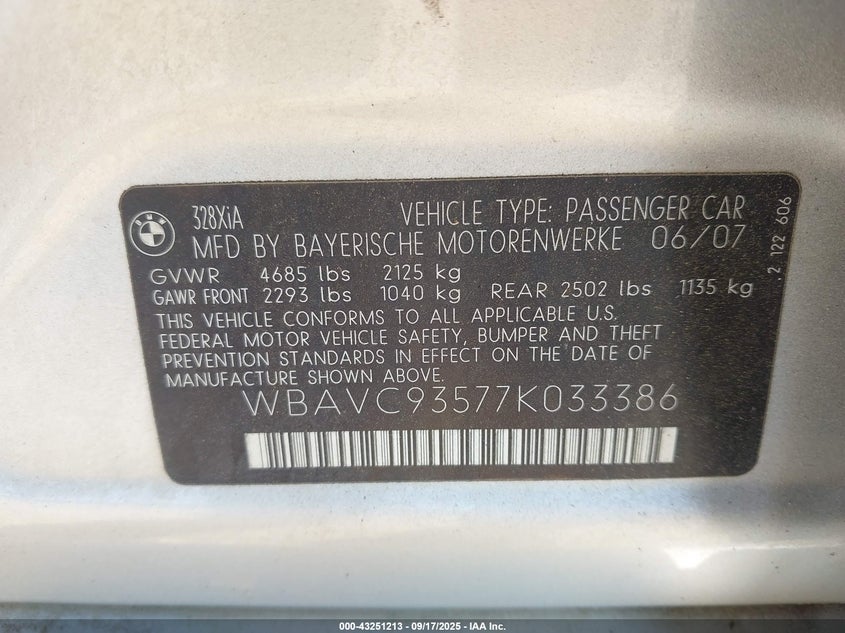 BMW
328XiA VEHICLE TYPE: PASSENGER CAR
MFD BY BAYERISCHE MOTORENWERKE 06/07
GVWR 4685 lbs 2125 kg
GAWR FRONT 2293 lbs 1040 kg REAR 2502 lbs 1135 kg
THIS VEHICLE CONFORMS TO ALL APPLICABLE U.S.
FEDERAL MOTOR VEHICLE SAFETY, BUMPER AND THEFT
PREVENTION STANDARDS IN EFFECT ON THE DATE OF
MANUFACTURE SHOWN ABOVE.
WBAVC93577K033386
.2 122 606
000-43251213 - 09/17/2025 - IAA Inc.